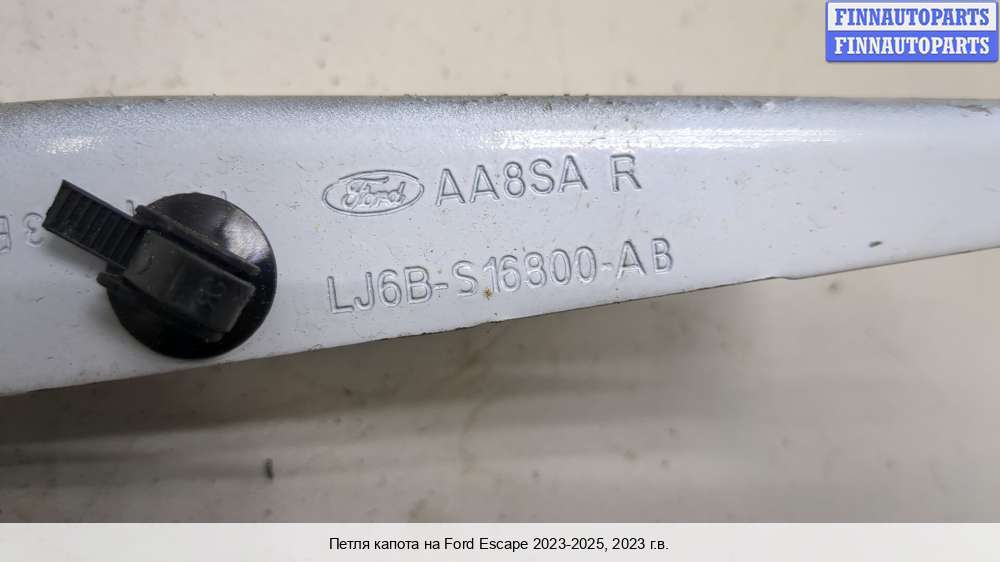 FINNAUTOPARTS
FINNAUTOPARTS
Ford AA8SA R
LJ6B-S16800-AB
Петля капота на Ford Escape 2023-2025, 2023 г.в.